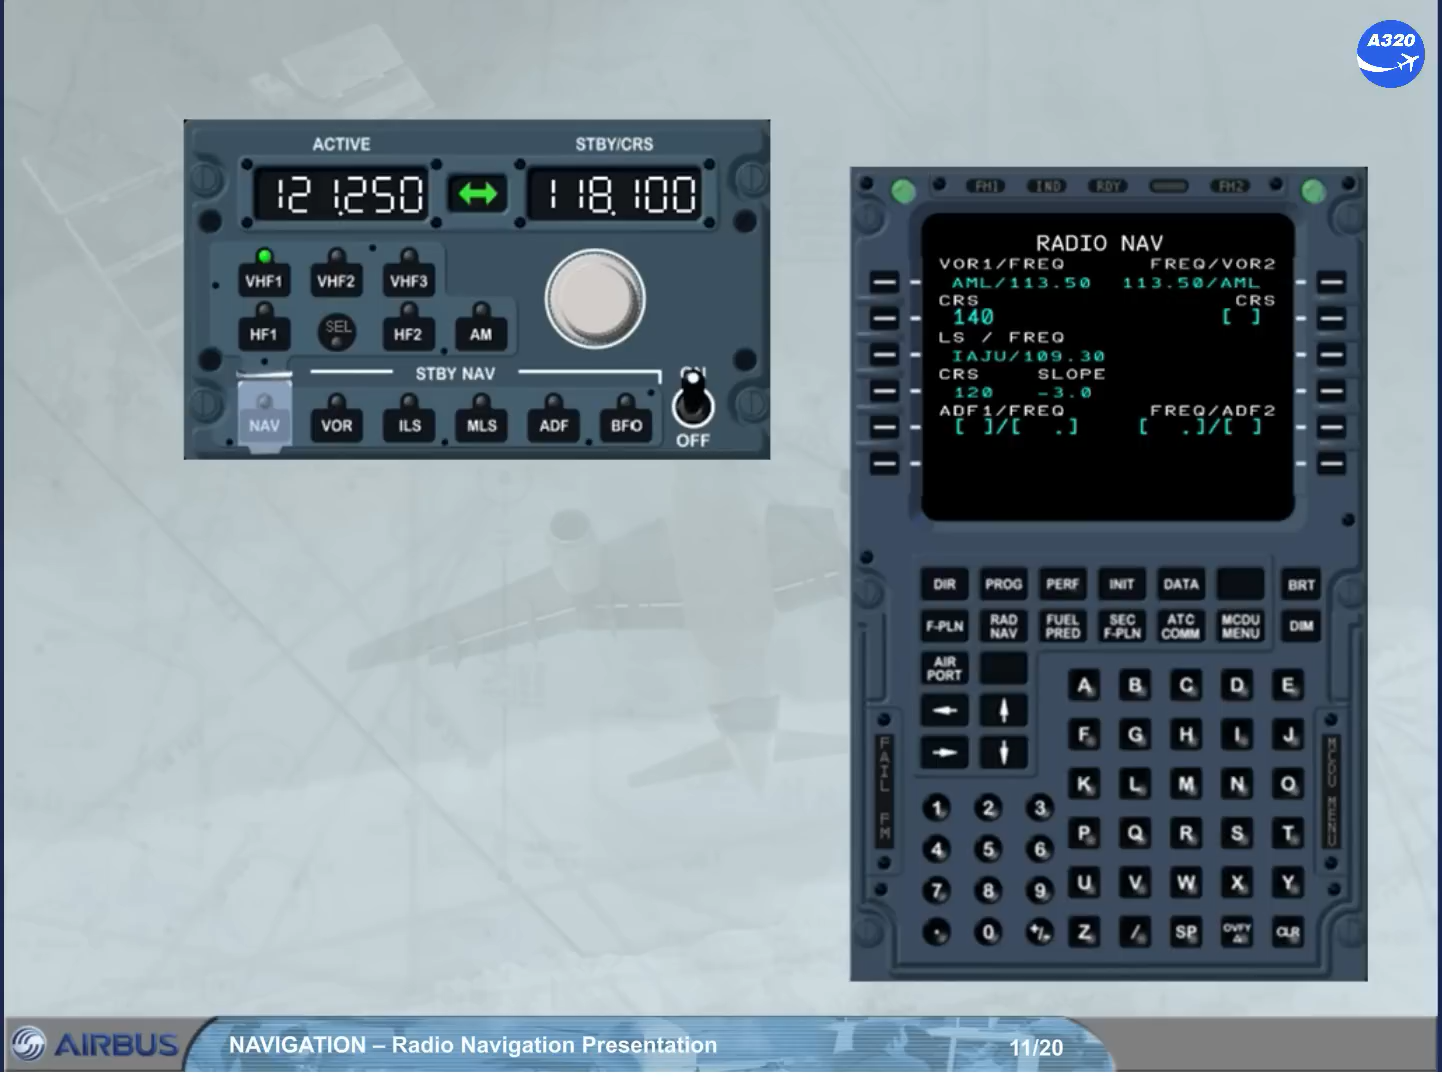 A320
ACTIVE STBY/CRS
121.250 118.100
VHF1 VHF2 VHF3
HF1 SEL HF2 AM
STBY NAV
ON
NAV VOR ILS MLS ADF BFO
OFF
FM1 IND RDY FM2
RADIO NAV
VOR1/FREQ FREQ/VOR2
AML/113.50 113.50/AML
CRS CRS
140 [ ]
LS / FREQ
IAJU/109.30
CRS SLOPE
120 -3.0
ADF1/FREQ FREQ/ADF2
[ ]/[ .] [ .]/[ ]
DIR PROG PERF INIT DATA BRT
F-PLN RAD NAV FUEL PRED SEC F-PLN ATC COMM MCDU MENU DIM
AIR PORT
A B C D E
F G H I J
K L M N O
1 2 3
P Q R S T
4 5 6
U V W X Y
7 8 9
. 0 +/- Z / SP OVFY Δ CLR
FAIL FM
MCDU MENU
AIRBUS
NAVIGATION – Radio Navigation Presentation
11/20